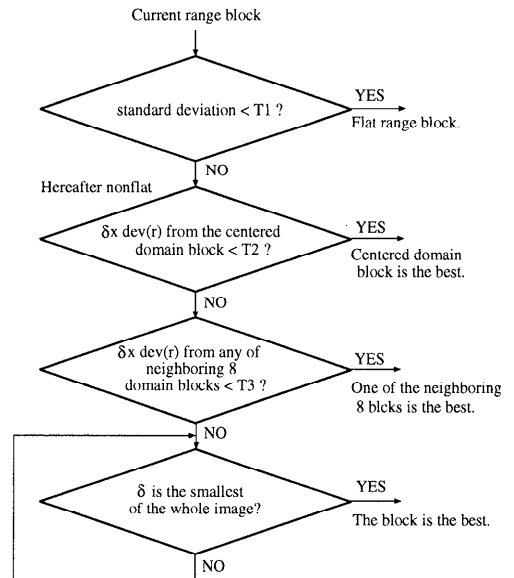 Current range block
standard deviation < T1 ?
YES
Flat range block.
NO
Hereafter nonflat
δx dev(r) from the centered
domain block < T2 ?
YES
Centered domain
block is the best.
NO
δx dev(r) from any of
neighboring 8
domain blocks < T3 ?
YES
One of the neighboring
8 blcks is the best.
NO
δ is the smallest
of the whole image?
YES
The block is the best.
NO